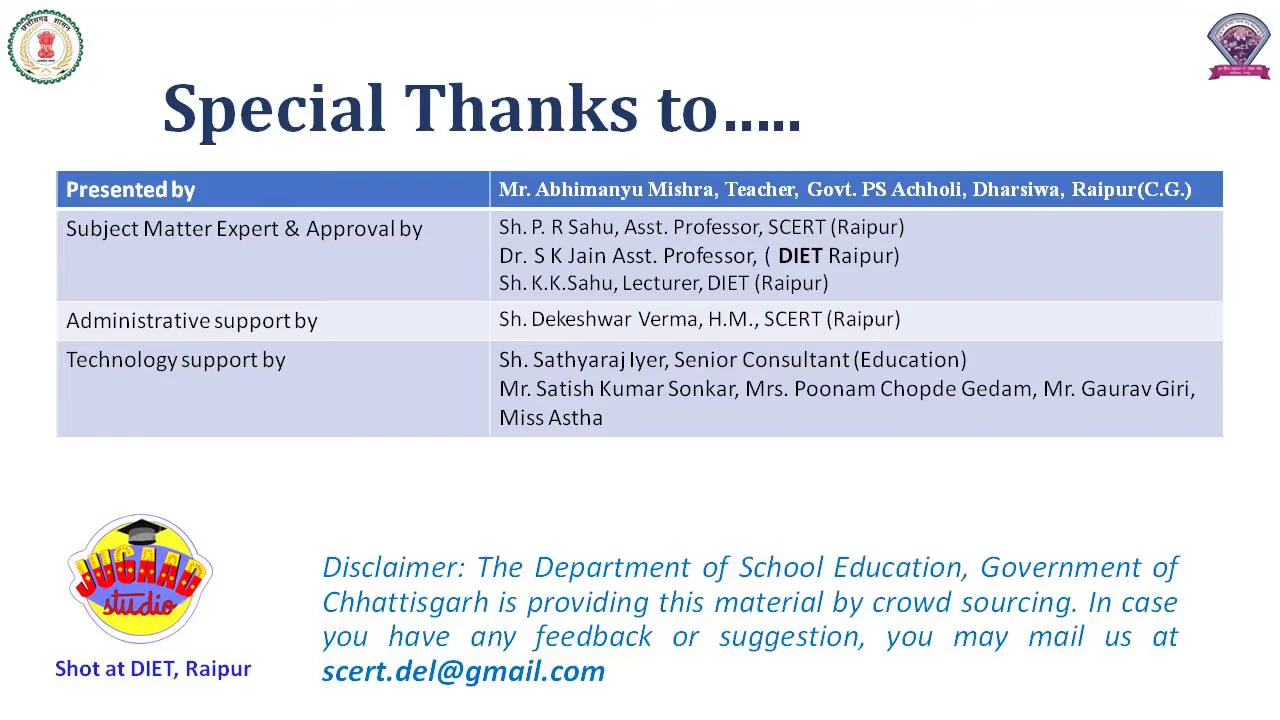 छत्तीसगढ़ शासन
Special Thanks to…..
Presented by
Mr. Abhimanyu Mishra, Teacher, Govt. PS Achholi, Dharsiwa, Raipur(C.G.)
Subject Matter Expert & Approval by
Sh. P. R Sahu, Asst. Professor, SCERT (Raipur)
Dr. S K Jain Asst. Professor, ( DIET Raipur)
Sh. K.K.Sahu, Lecturer, DIET (Raipur)
Administrative support by
Sh. Dekeshwar Verma, H.M., SCERT (Raipur)
Technology support by
Sh. Sathyaraj Iyer, Senior Consultant (Education)
Mr. Satish Kumar Sonkar, Mrs. Poonam Chopde Gedam, Mr. Gaurav Giri,
Miss Astha
JUGAAD
studio
Shot at DIET, Raipur
Disclaimer: The Department of School Education, Government of
Chhattisgarh is providing this material by crowd sourcing. In case
you have any feedback or suggestion, you may mail us at
scert.del@gmail.com